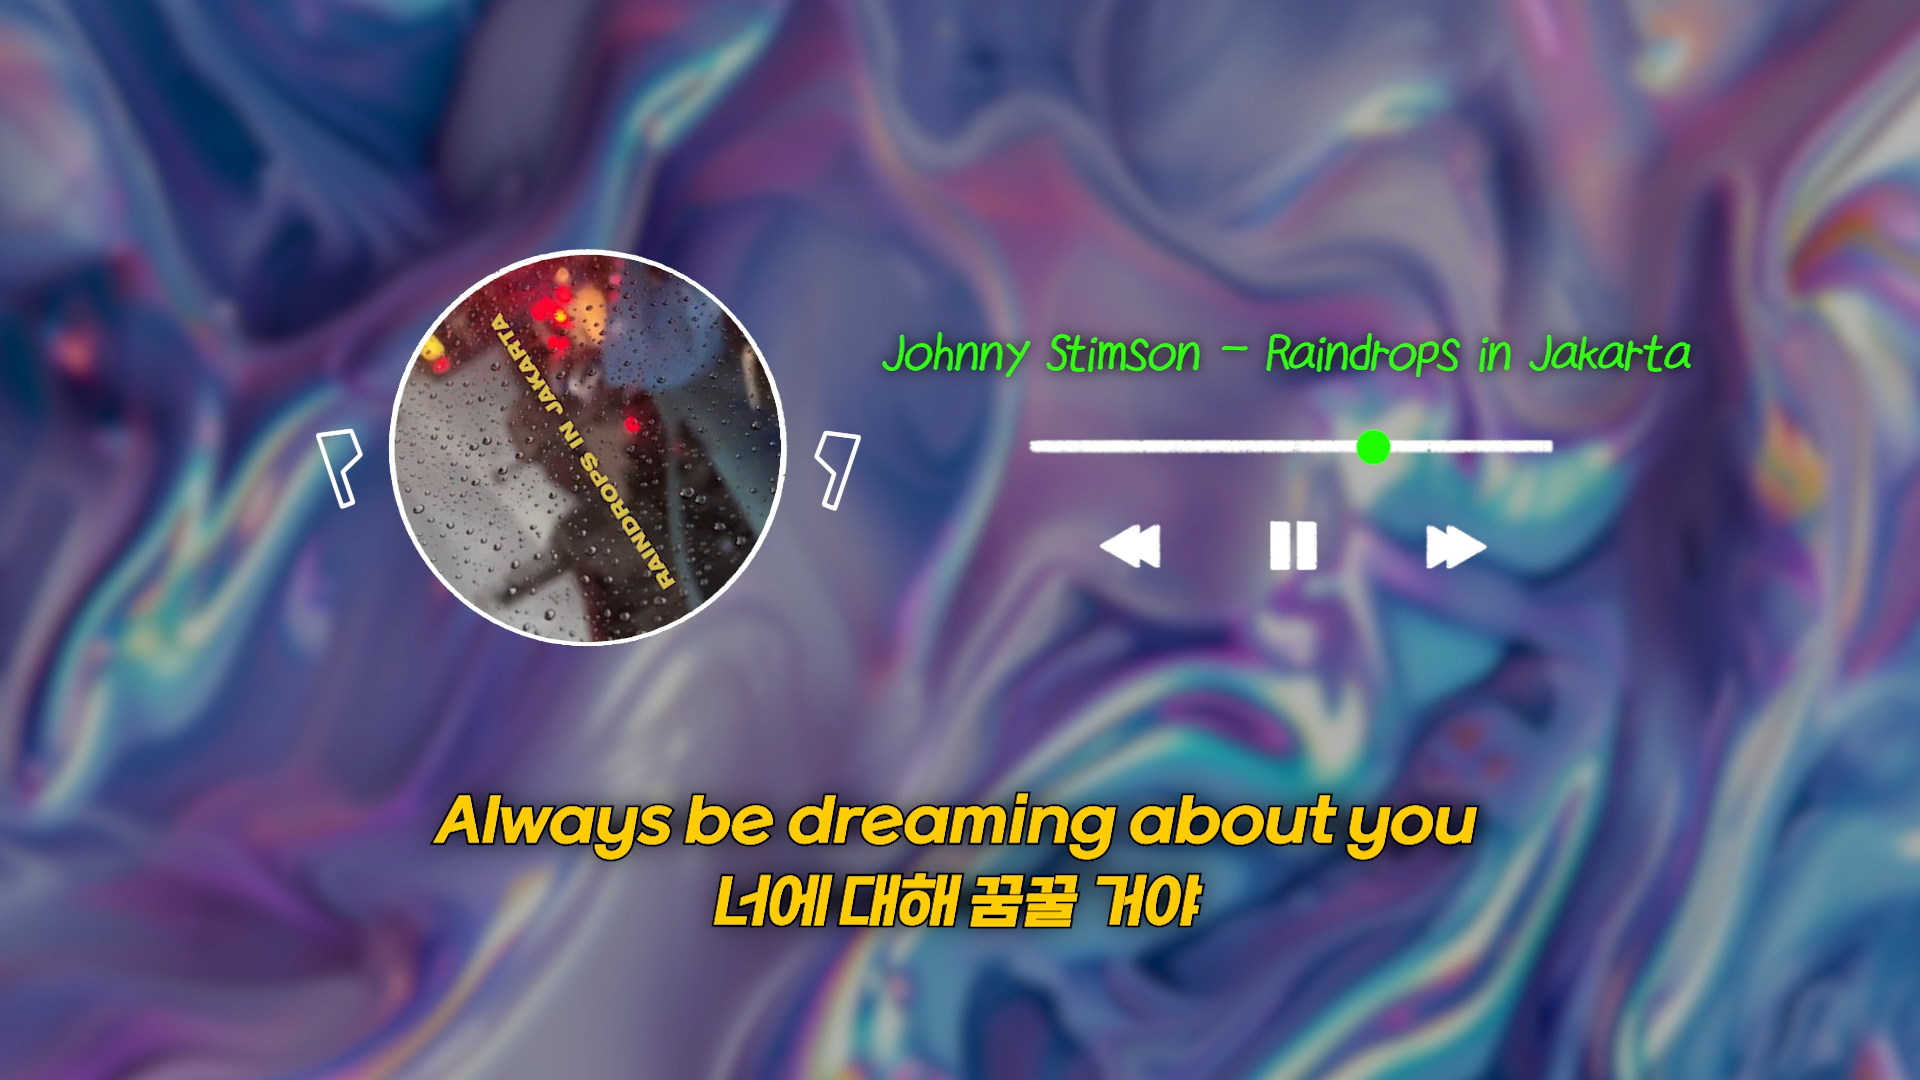 RAINDROPS IN JAKARTA
Johnny Stimson - Raindrops in Jakarta
Always be dreaming about you
너에 대해 꿈꿀 거야